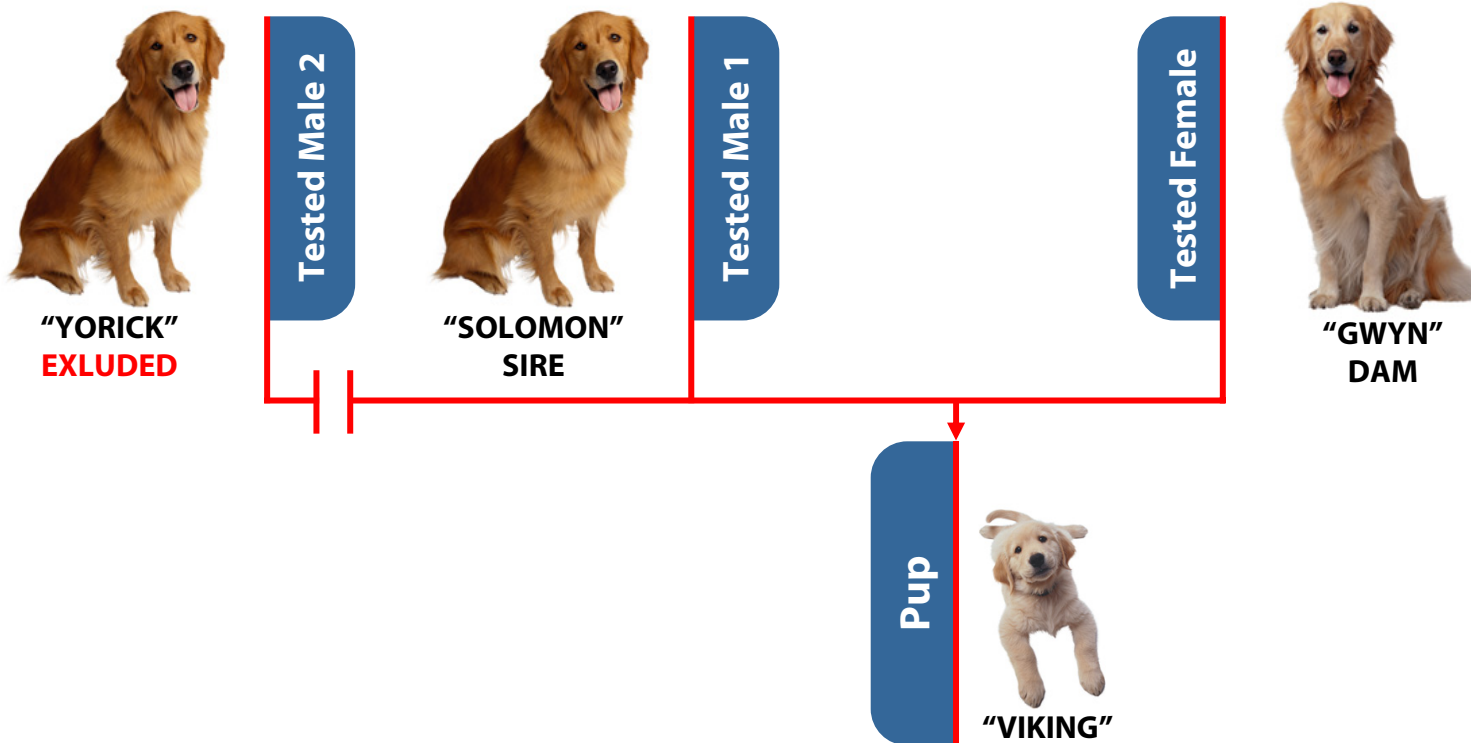 Tested Male 2
Tested Male 1
Tested Female
“YORICK”
EXLUDED
“SOLOMON”
SIRE
“GWYN”
DAM
Pup
“VIKING”